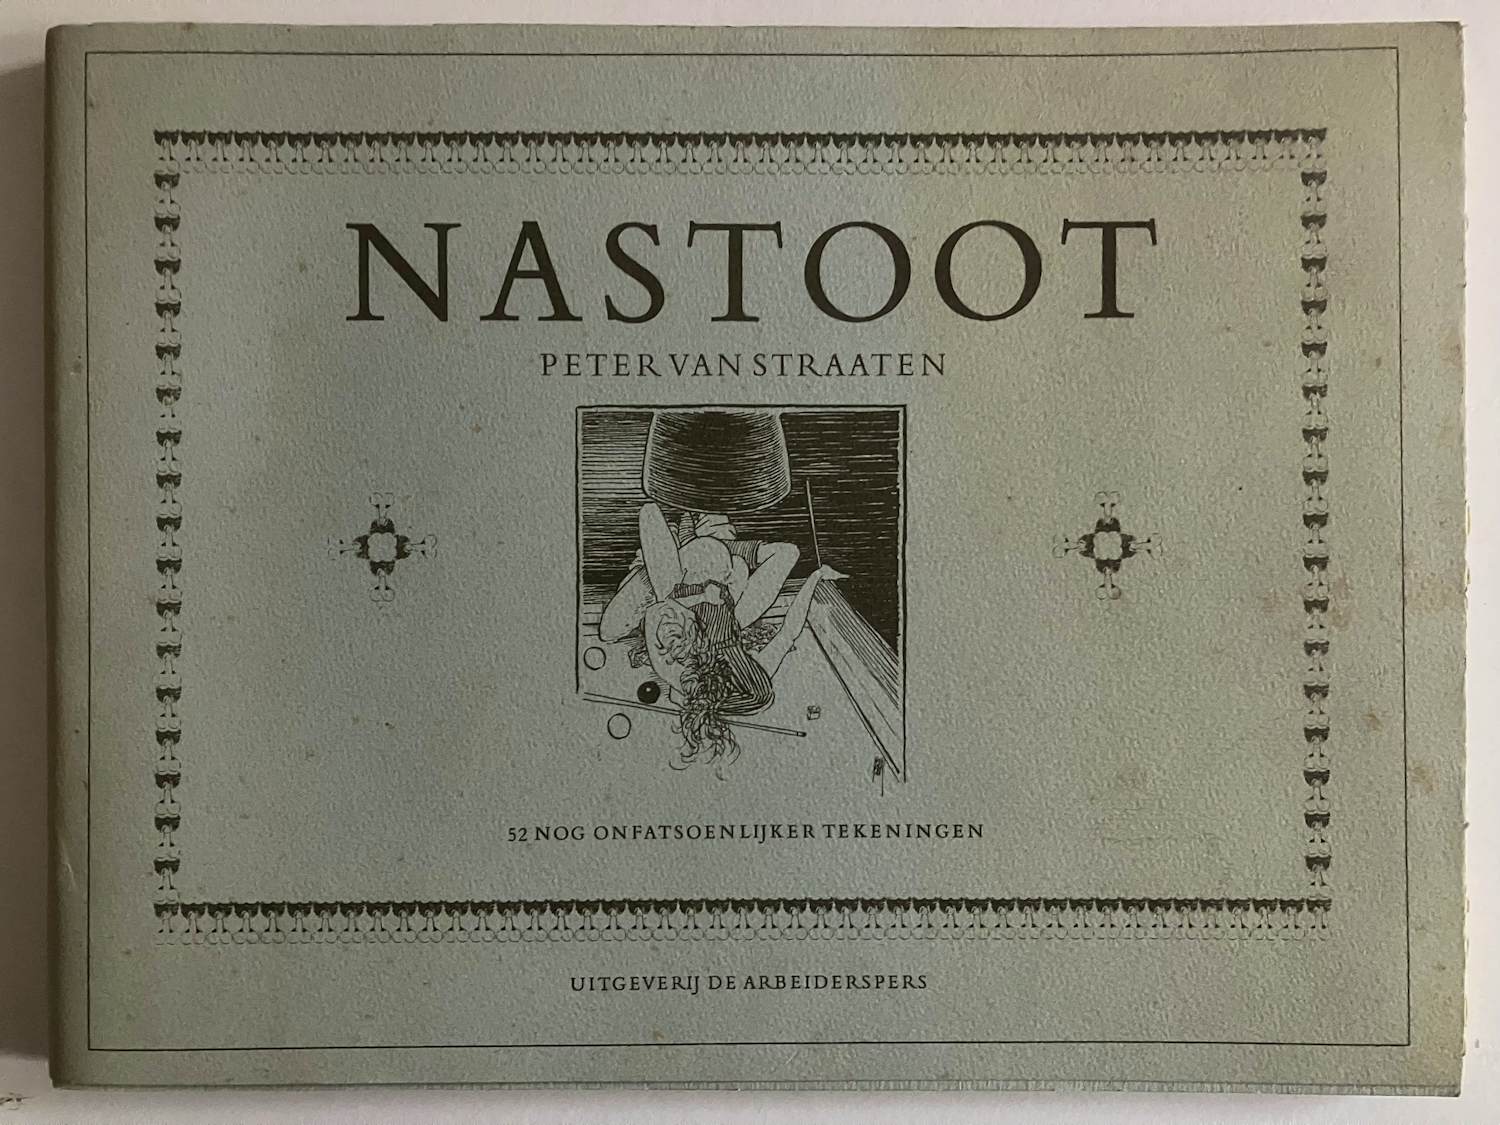 NASTOOT
PETER VAN STRAATEN
52 NOG ONFATSOENLIJKER TEKENINGEN
UITGEVERIJ DE ARBEIDERSPERS